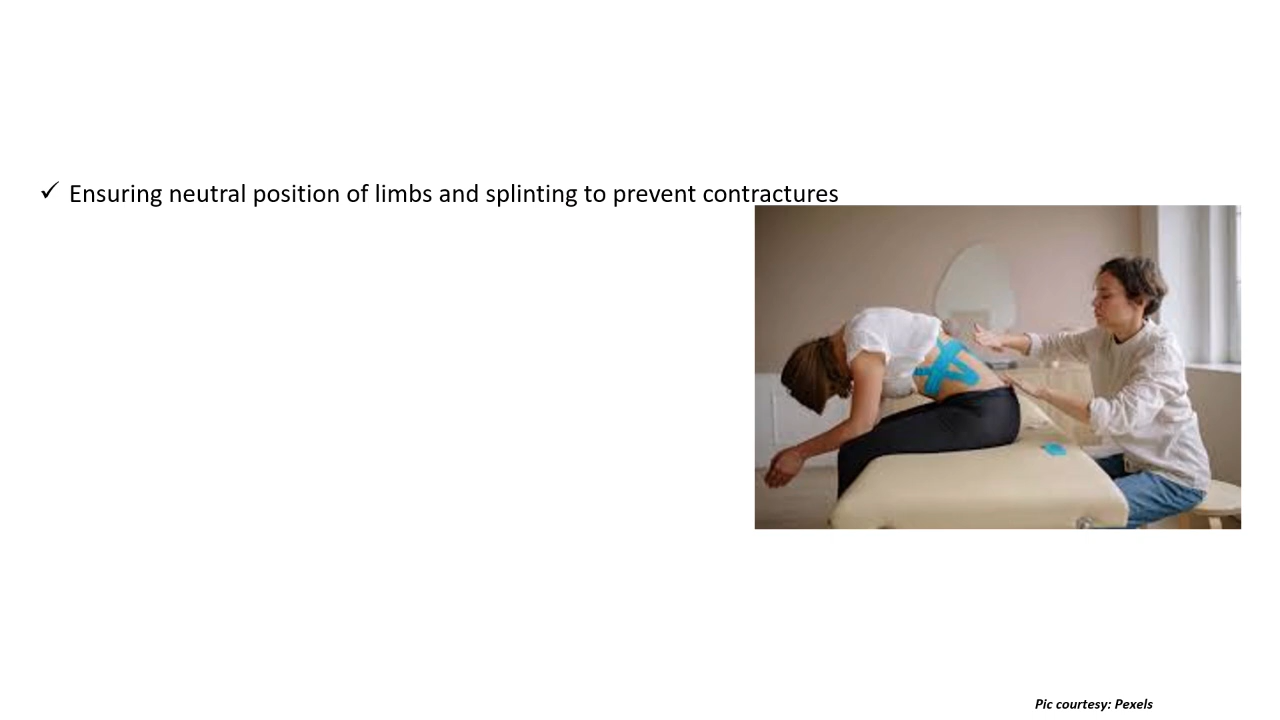 ✓ Ensuring neutral position of limbs and splinting to prevent contractures
Pic courtesy: Pexels